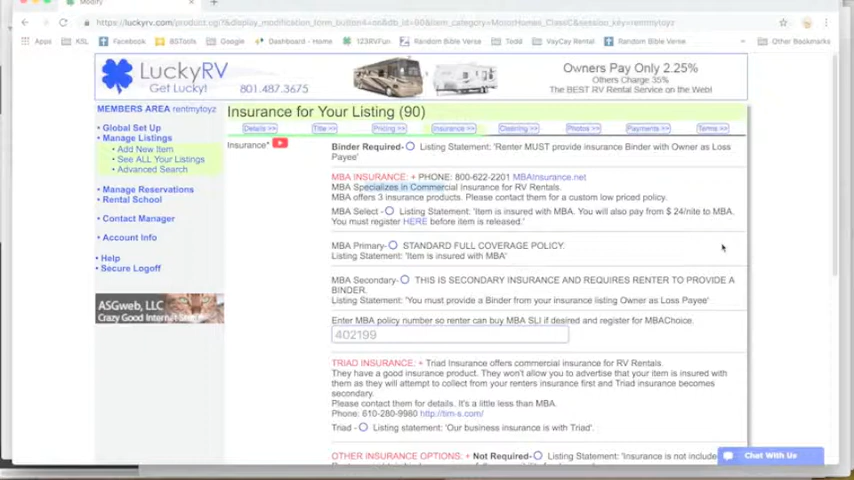 Modify
https://luckyrv.com/product.cgi?&display_modification_form_button4=ss&db_id=90&item_category=MotorHomes_ClassC&session_key=rentmytoyz
Apps KSL Facebook BSTools Google Dashboard - Home 123RVFun Random Bible Verse Todd VayCay Rental Random Bible Verse » Other Bookmarks
LuckyRV
Get Lucky! 801.487.3675
Owners Pay Only 2.25%
Others Charge 35%
The BEST RV Rental Service on the Web!
MEMBERS AREA rentmytoyz
• Global Set Up
• Manage Listings
• Add New Item
• See ALL Your Listings
• Advanced Search
• Manage Reservations
• Rental School
• Contact Manager
• Account Info
• Help
• Secure Logoff
ASGweb, LLC
Crazy Good Internet
Insurance for Your Listing (90)
Details >> Title >> Pricing >> Insurance >> Cleaning >> Photos >> Payments >> Terms >>
Insurance*
Binder Required- Listing Statement: 'Renter MUST provide insurance Binder with Owner as Loss
Payee'
MBA INSURANCE: + PHONE: 800-622-2201 MBAInsurance.net
MBA Specializes in Commercial Insurance for RV Rentals.
MBA offers 3 insurance products. Please contact them for a custom low priced policy.
MBA Select - Listing Statement: 'Item is insured with MBA. You will also pay from $ 24/nite to MBA.
You must register HERE before item is released.'
MBA Primary- STANDARD FULL COVERAGE POLICY.
Listing Statement: 'Item is insured with MBA'
MBA Secondary- THIS IS SECONDARY INSURANCE AND REQUIRES RENTER TO PROVIDE A
BINDER.
Listing Statement: 'You must provide a Binder from your insurance listing Owner as Loss Payee'
Enter MBA policy number so renter can buy MBA SLI if desired and register for MBAChoice.
402199
TRIAD INSURANCE: + Triad Insurance offers commercial insurance for RV Rentals.
They have a good insurance product. They won't allow you to advertise that your item is insured with
them as they will attempt to collect from your renters insurance first and Triad insurance becomes
secondary.
Please contact them for details. It's a little less than MBA.
Phone: 610-280-9980 http://tim-s.com/
Triad - Listing statement: 'Our business insurance is with Triad'.
OTHER INSURANCE OPTIONS: + Not Required- Listing Statement: 'Insurance is not include
Chat With Us